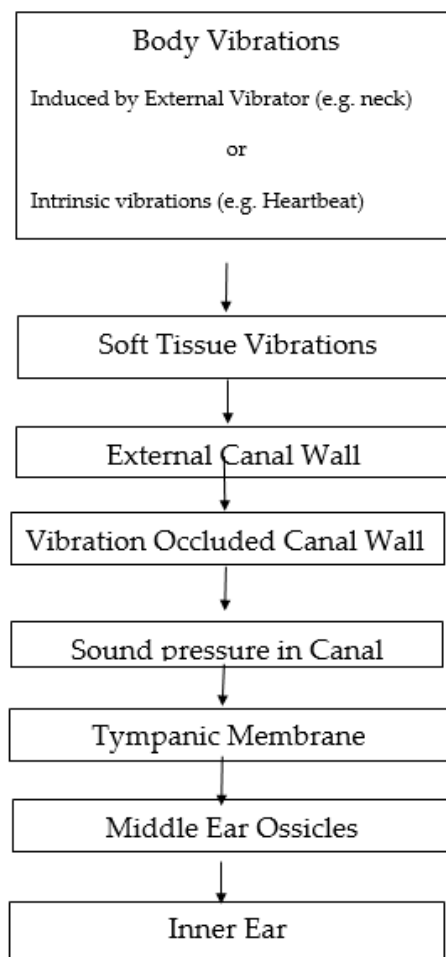 Body Vibrations
Induced by External Vibrator (e.g. neck)
or
Intrinsic vibrations (e.g. Heartbeat)
Soft Tissue Vibrations
External Canal Wall
Vibration Occluded Canal Wall
Sound pressure in Canal
Tympanic Membrane
Middle Ear Ossicles
Inner Ear